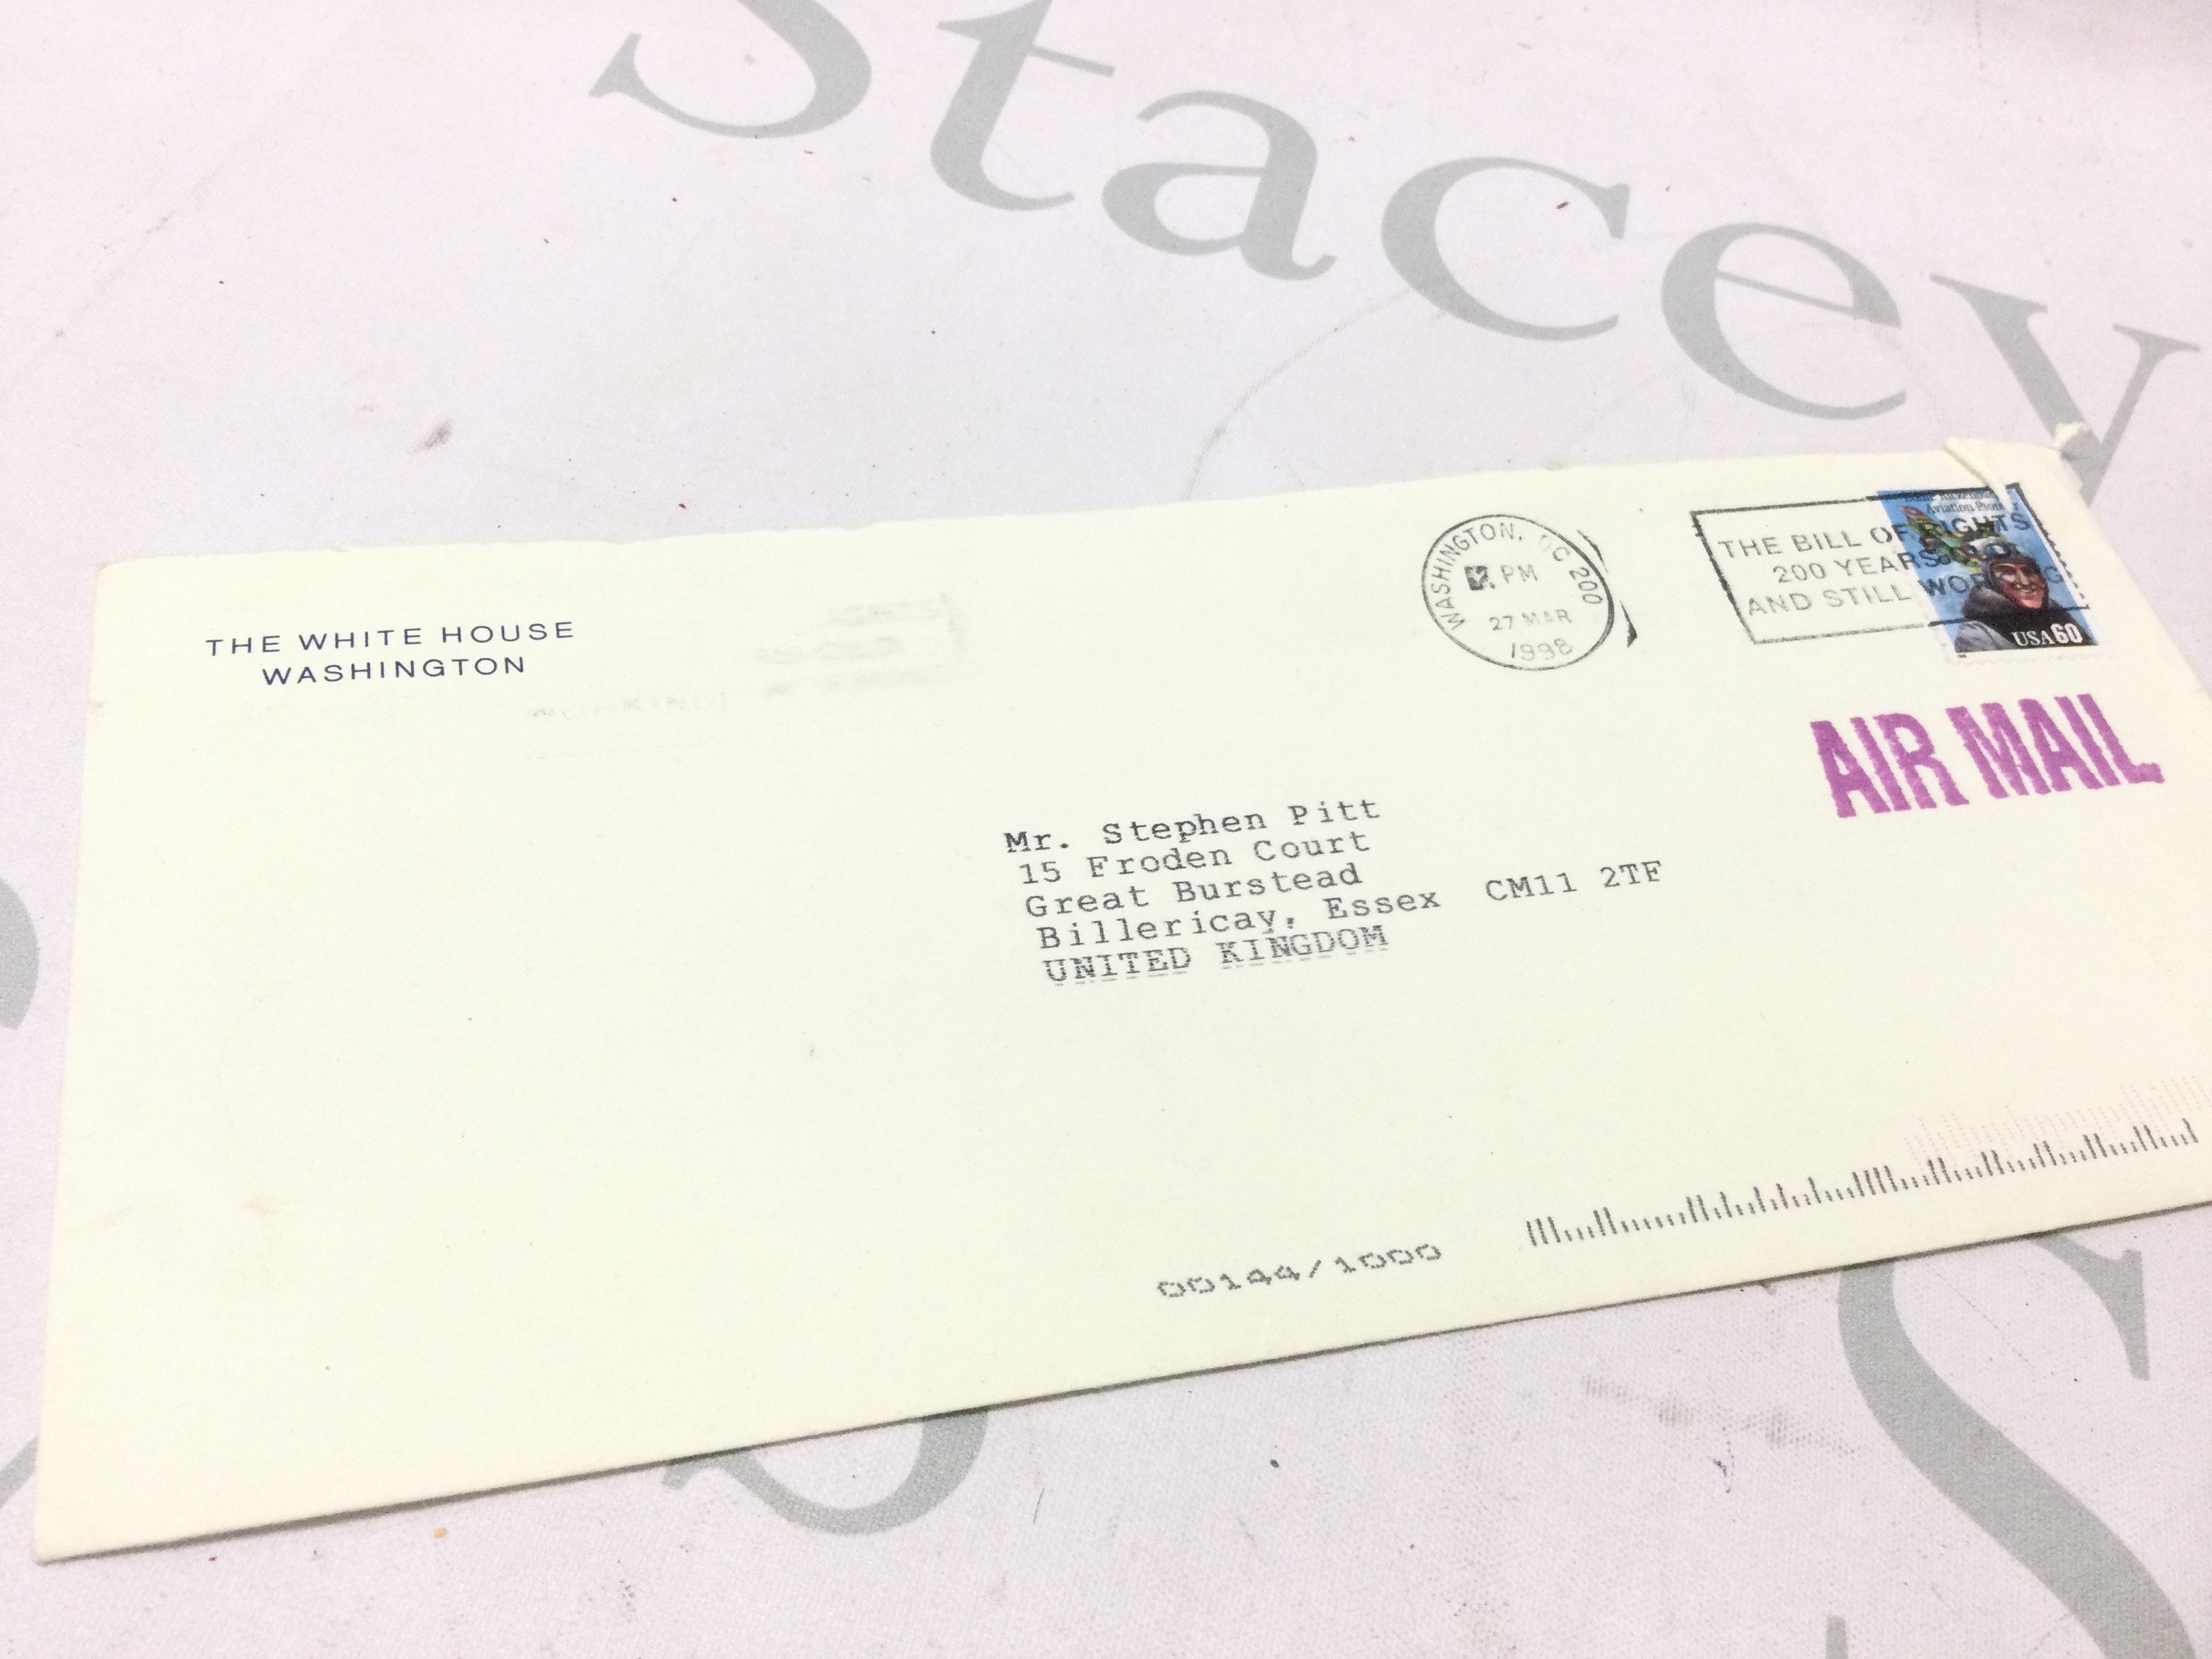 Stacey
THE WHITE HOUSE
WASHINGTON
WASHINGTON, DC 200
PM
27 MAR
1998
THE BILL OF RIGHTS
200 YEARS
AND STILL WORKING
Aviation
USA 60
AIR MAIL
Mr. Stephen Pitt
15 Froden Court
Great Burstead
Billericay, Essex CM11 2TF
UNITED KINGDOM
00144/1000